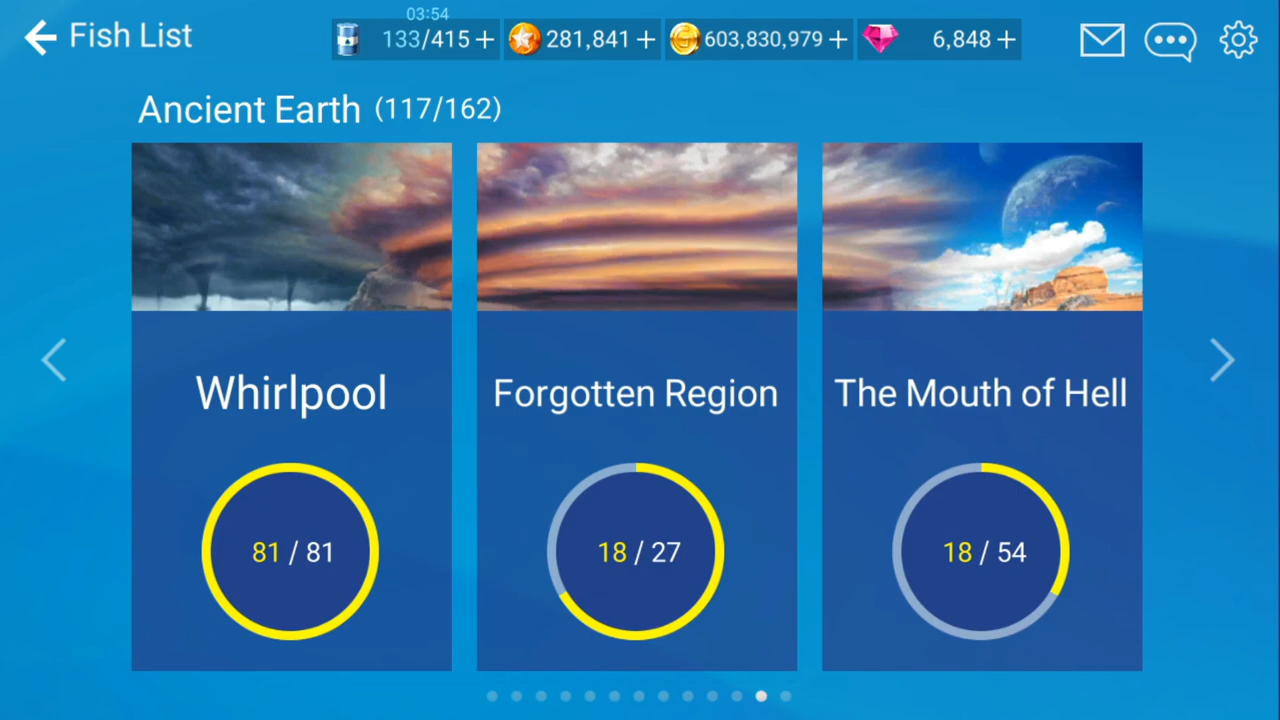 03:54
Fish List 133/415 + 281,841 + 603,830,979 + 6,848 +
Ancient Earth (117/162)
Whirlpool Forgotten Region The Mouth of Hell
81 / 81 18 / 27 18 / 54